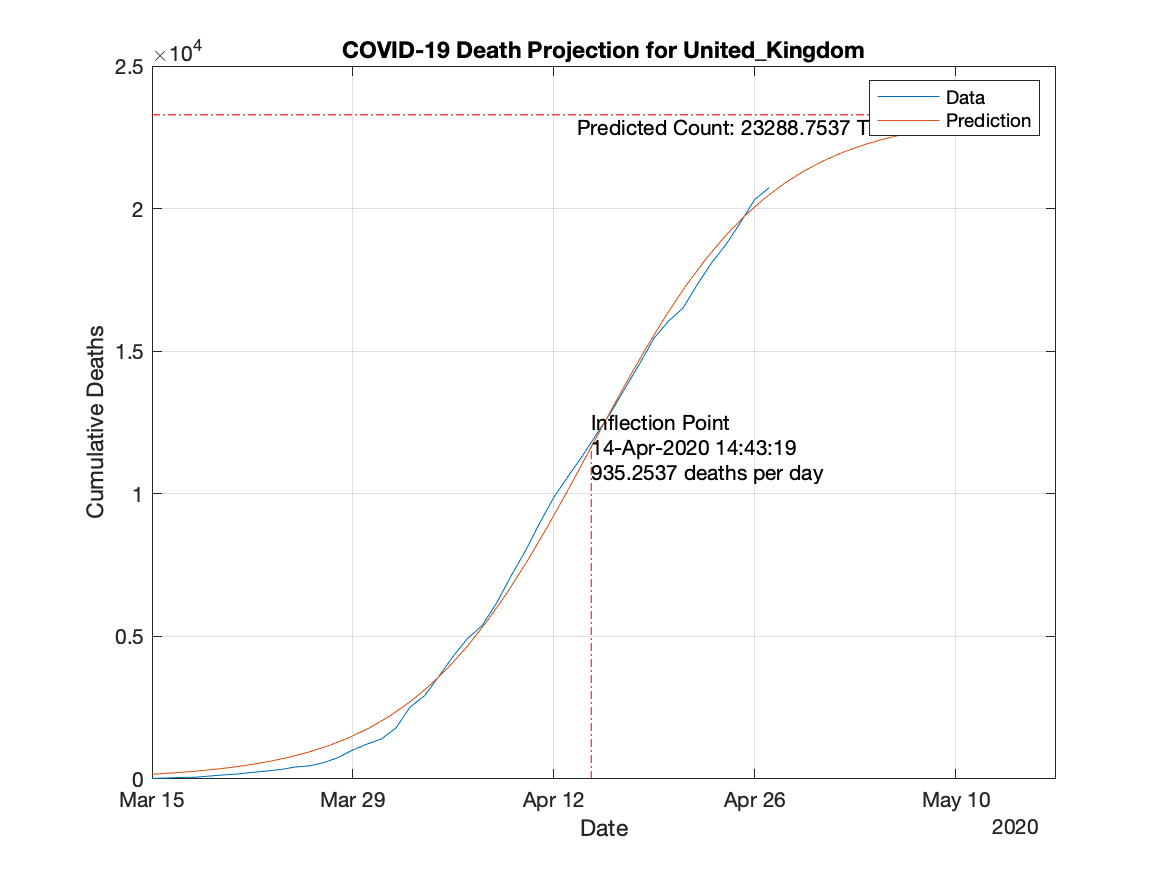 COVID-19 Death Projection for United_Kingdom
×10^4
2.5
2
1.5
1
0.5
0
Cumulative Deaths
Data
Prediction
Predicted Count: 23288.7537 T
Inflection Point
14-Apr-2020 14:43:19
935.2537 deaths per day
Mar 15 Mar 29 Apr 12 Apr 26 May 10
Date
2020